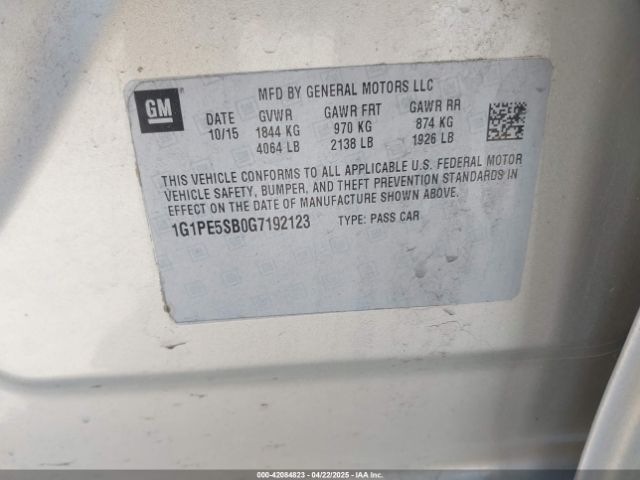 GM
MFD BY GENERAL MOTORS LLC
DATE GVWR GAWR FRT GAWR RR
10/15 1844 KG 970 KG 874 KG
4064 LB 2138 LB 1926 LB
THIS VEHICLE CONFORMS TO ALL APPLICABLE U.S. FEDERAL MOTOR
VEHICLE SAFETY, BUMPER, AND THEFT PREVENTION STANDARDS IN
EFFECT ON THE DATE OF MANUFACTURE SHOWN ABOVE.
1G1PE5SB0G7192123 TYPE: PASS CAR
000-42084823 - 04/22/2025 - IAAI.com